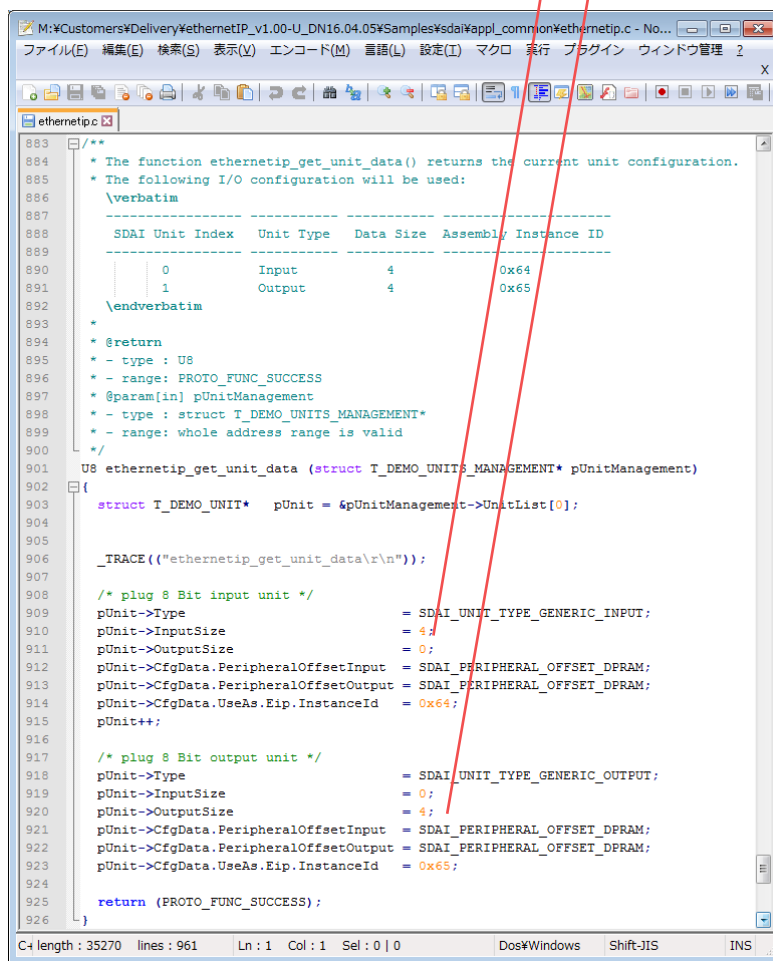 M:¥Customers¥Delivery¥ethernetIP_v1.00-U_DN16.04.05¥Samples¥sdai¥appl_common¥ethernetip.c - No...
ファイル(F) 編集(E) 検索(S) 表示(V) エンコード(M) 言語(L) 設定(T) マクロ 実行 プラグイン ウィンドウ管理 ?
X
ethernetip.c
883 /**
884 * The function ethernetip_get_unit_data() returns the current unit configuration.
885 * The following I/O configuration will be used:
886 \verbatim
887 ----------------- ----------- ----------- ---------------------
888 SDAI Unit Index Unit Type Data Size Assembly Instance ID
889 ----------------- ----------- ----------- ---------------------
890 0 Input 4 0x64
891 1 Output 4 0x65
892 \endverbatim
893 *
894 * @return
895 * - type : U8
896 * - range: PROTO_FUNC_SUCCESS
897 * @param[in] pUnitManagement
898 * - type : struct T_DEMO_UNITS_MANAGEMENT*
899 * - range: whole address range is valid
900 */
901 U8 ethernetip_get_unit_data (struct T_DEMO_UNITS_MANAGEMENT* pUnitManagement)
902 {
903 struct T_DEMO_UNIT* pUnit = &pUnitManagement->UnitList[0];
904
905
906 _TRACE(("ethernetip_get_unit_data\r\n"));
907
908 /* plug 8 Bit input unit */
909 pUnit->Type = SDAI_UNIT_TYPE_GENERIC_INPUT;
910 pUnit->InputSize = 4;
911 pUnit->OutputSize = 0;
912 pUnit->CfgData.PeripheralOffsetInput = SDAI_PERIPHERAL_OFFSET_DPRAM;
913 pUnit->CfgData.PeripheralOffsetOutput = SDAI_PERIPHERAL_OFFSET_DPRAM;
914 pUnit->CfgData.UseAs.Eip.InstanceId = 0x64;
915 pUnit++;
916
917 /* plug 8 Bit output unit */
918 pUnit->Type = SDAI_UNIT_TYPE_GENERIC_OUTPUT;
919 pUnit->InputSize = 0;
920 pUnit->OutputSize = 4;
921 pUnit->CfgData.PeripheralOffsetInput = SDAI_PERIPHERAL_OFFSET_DPRAM;
922 pUnit->CfgData.PeripheralOffsetOutput = SDAI_PERIPHERAL_OFFSET_DPRAM;
923 pUnit->CfgData.UseAs.Eip.InstanceId = 0x65;
924
925 return (PROTO_FUNC_SUCCESS);
926 }
C+ length : 35270 lines : 961 Ln : 1 Col : 1 Sel : 0 | 0 Dos¥Windows Shift-JIS INS